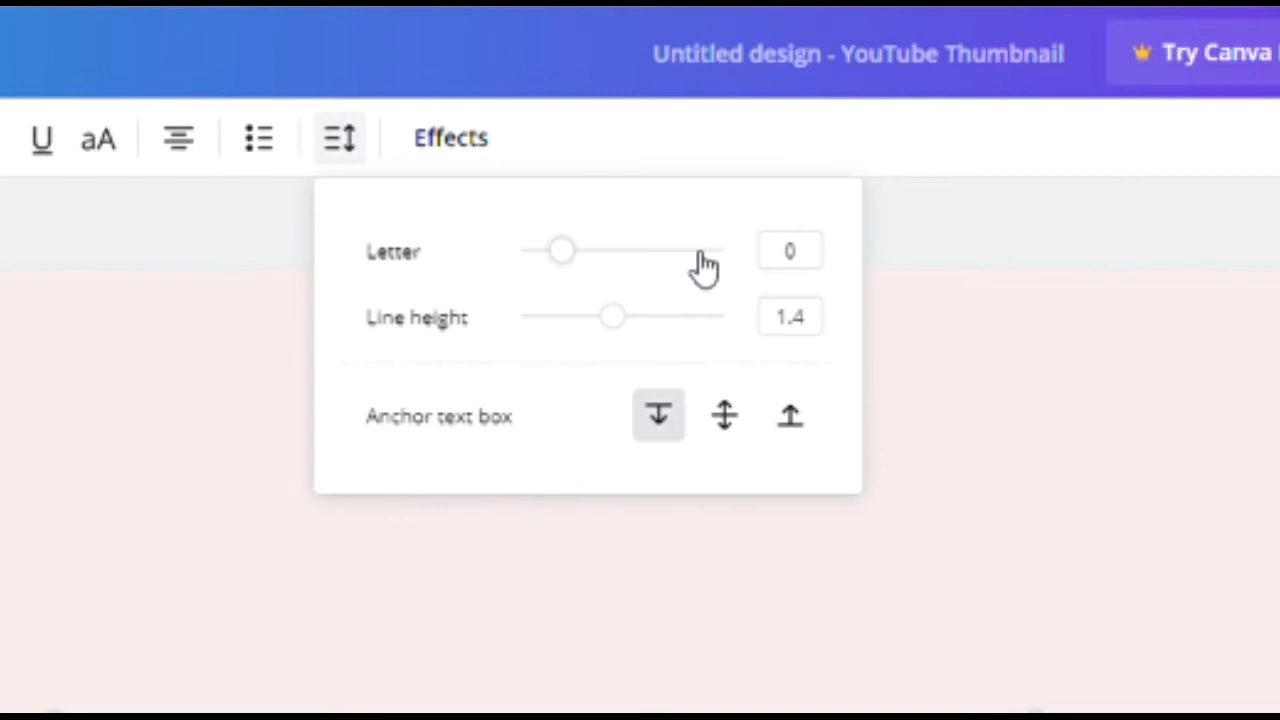 Untitled design - YouTube Thumbnail
Try Canva
U
aA
Effects
Letter
0
Line height
1.4
Anchor text box